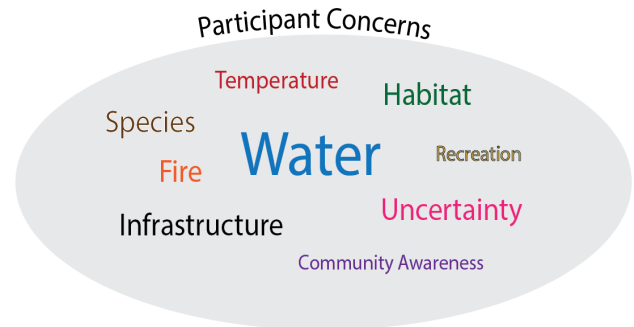 Participant Concerns
Temperature
Habitat
Species
Water
Recreation
Fire
Uncertainty
Infrastructure
Community Awareness